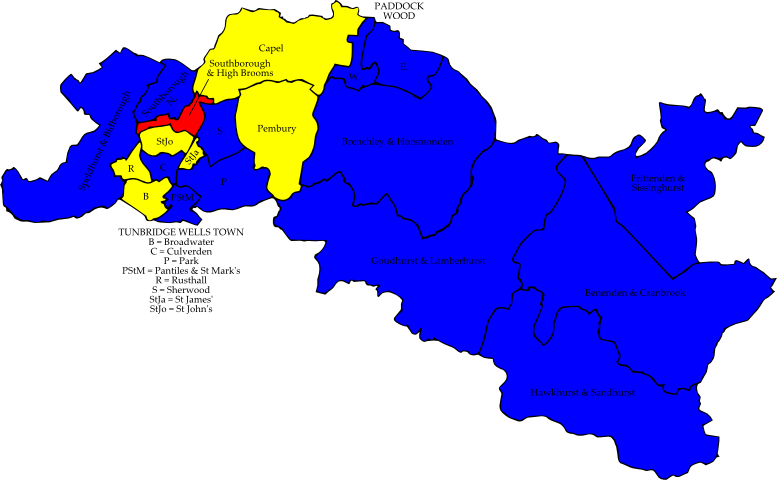 PADDOCK
WOOD
Capel
Southborough
& High Brooms
W
E
Southborough
N
Speldhurst & Bidborough
Pembury
S
StJo
StJa
Brenchley & Horsmonden
R
C
P
B
PStM
Frittenden &
Sissinghurst
TUNBRIDGE WELLS TOWN
B = Broadwater
C = Culverden
P = Park
PStM = Pantiles & St Mark's
R = Rusthall
S = Sherwood
StJa = St James'
StJo = St John's
Goudhurst & Lamberhurst
Benenden & Cranbrook
Hawkhurst & Sandhurst